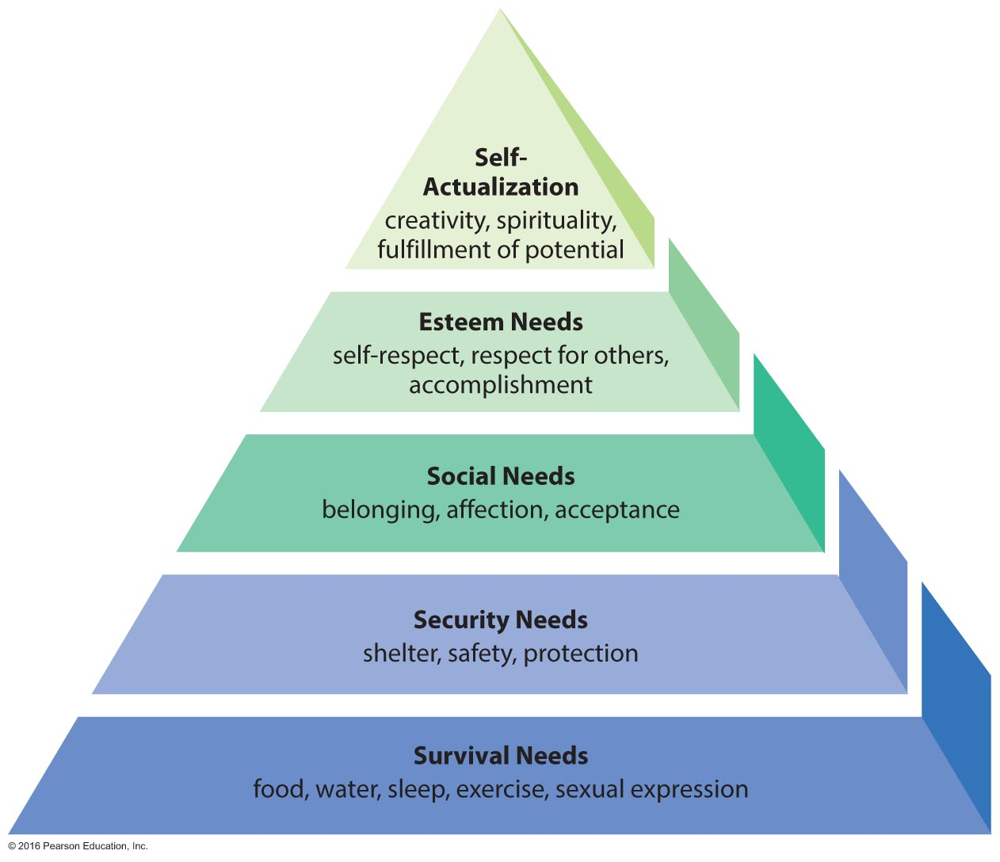 Self-
Actualization
creativity, spirituality,
fulfillment of potential
Esteem Needs
self-respect, respect for others,
accomplishment
Social Needs
belonging, affection, acceptance
Security Needs
shelter, safety, protection
Survival Needs
food, water, sleep, exercise, sexual expression
© 2016 Pearson Education, Inc.